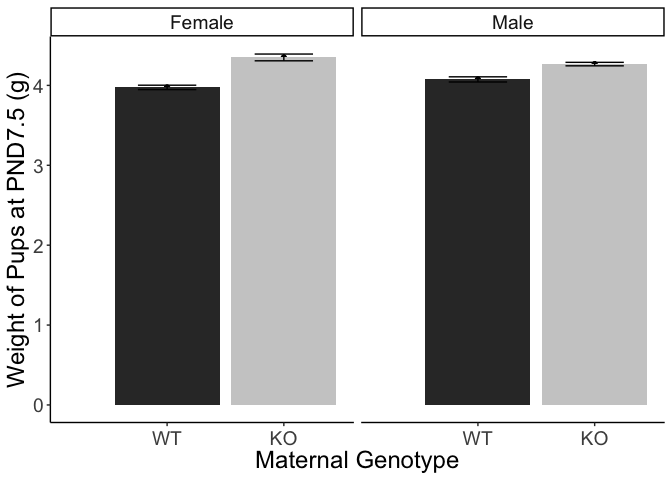 Female
Male
Weight of Pups at PND7.5 (g)
4
3
2
1
0
WT
KO
WT
KO
Maternal Genotype